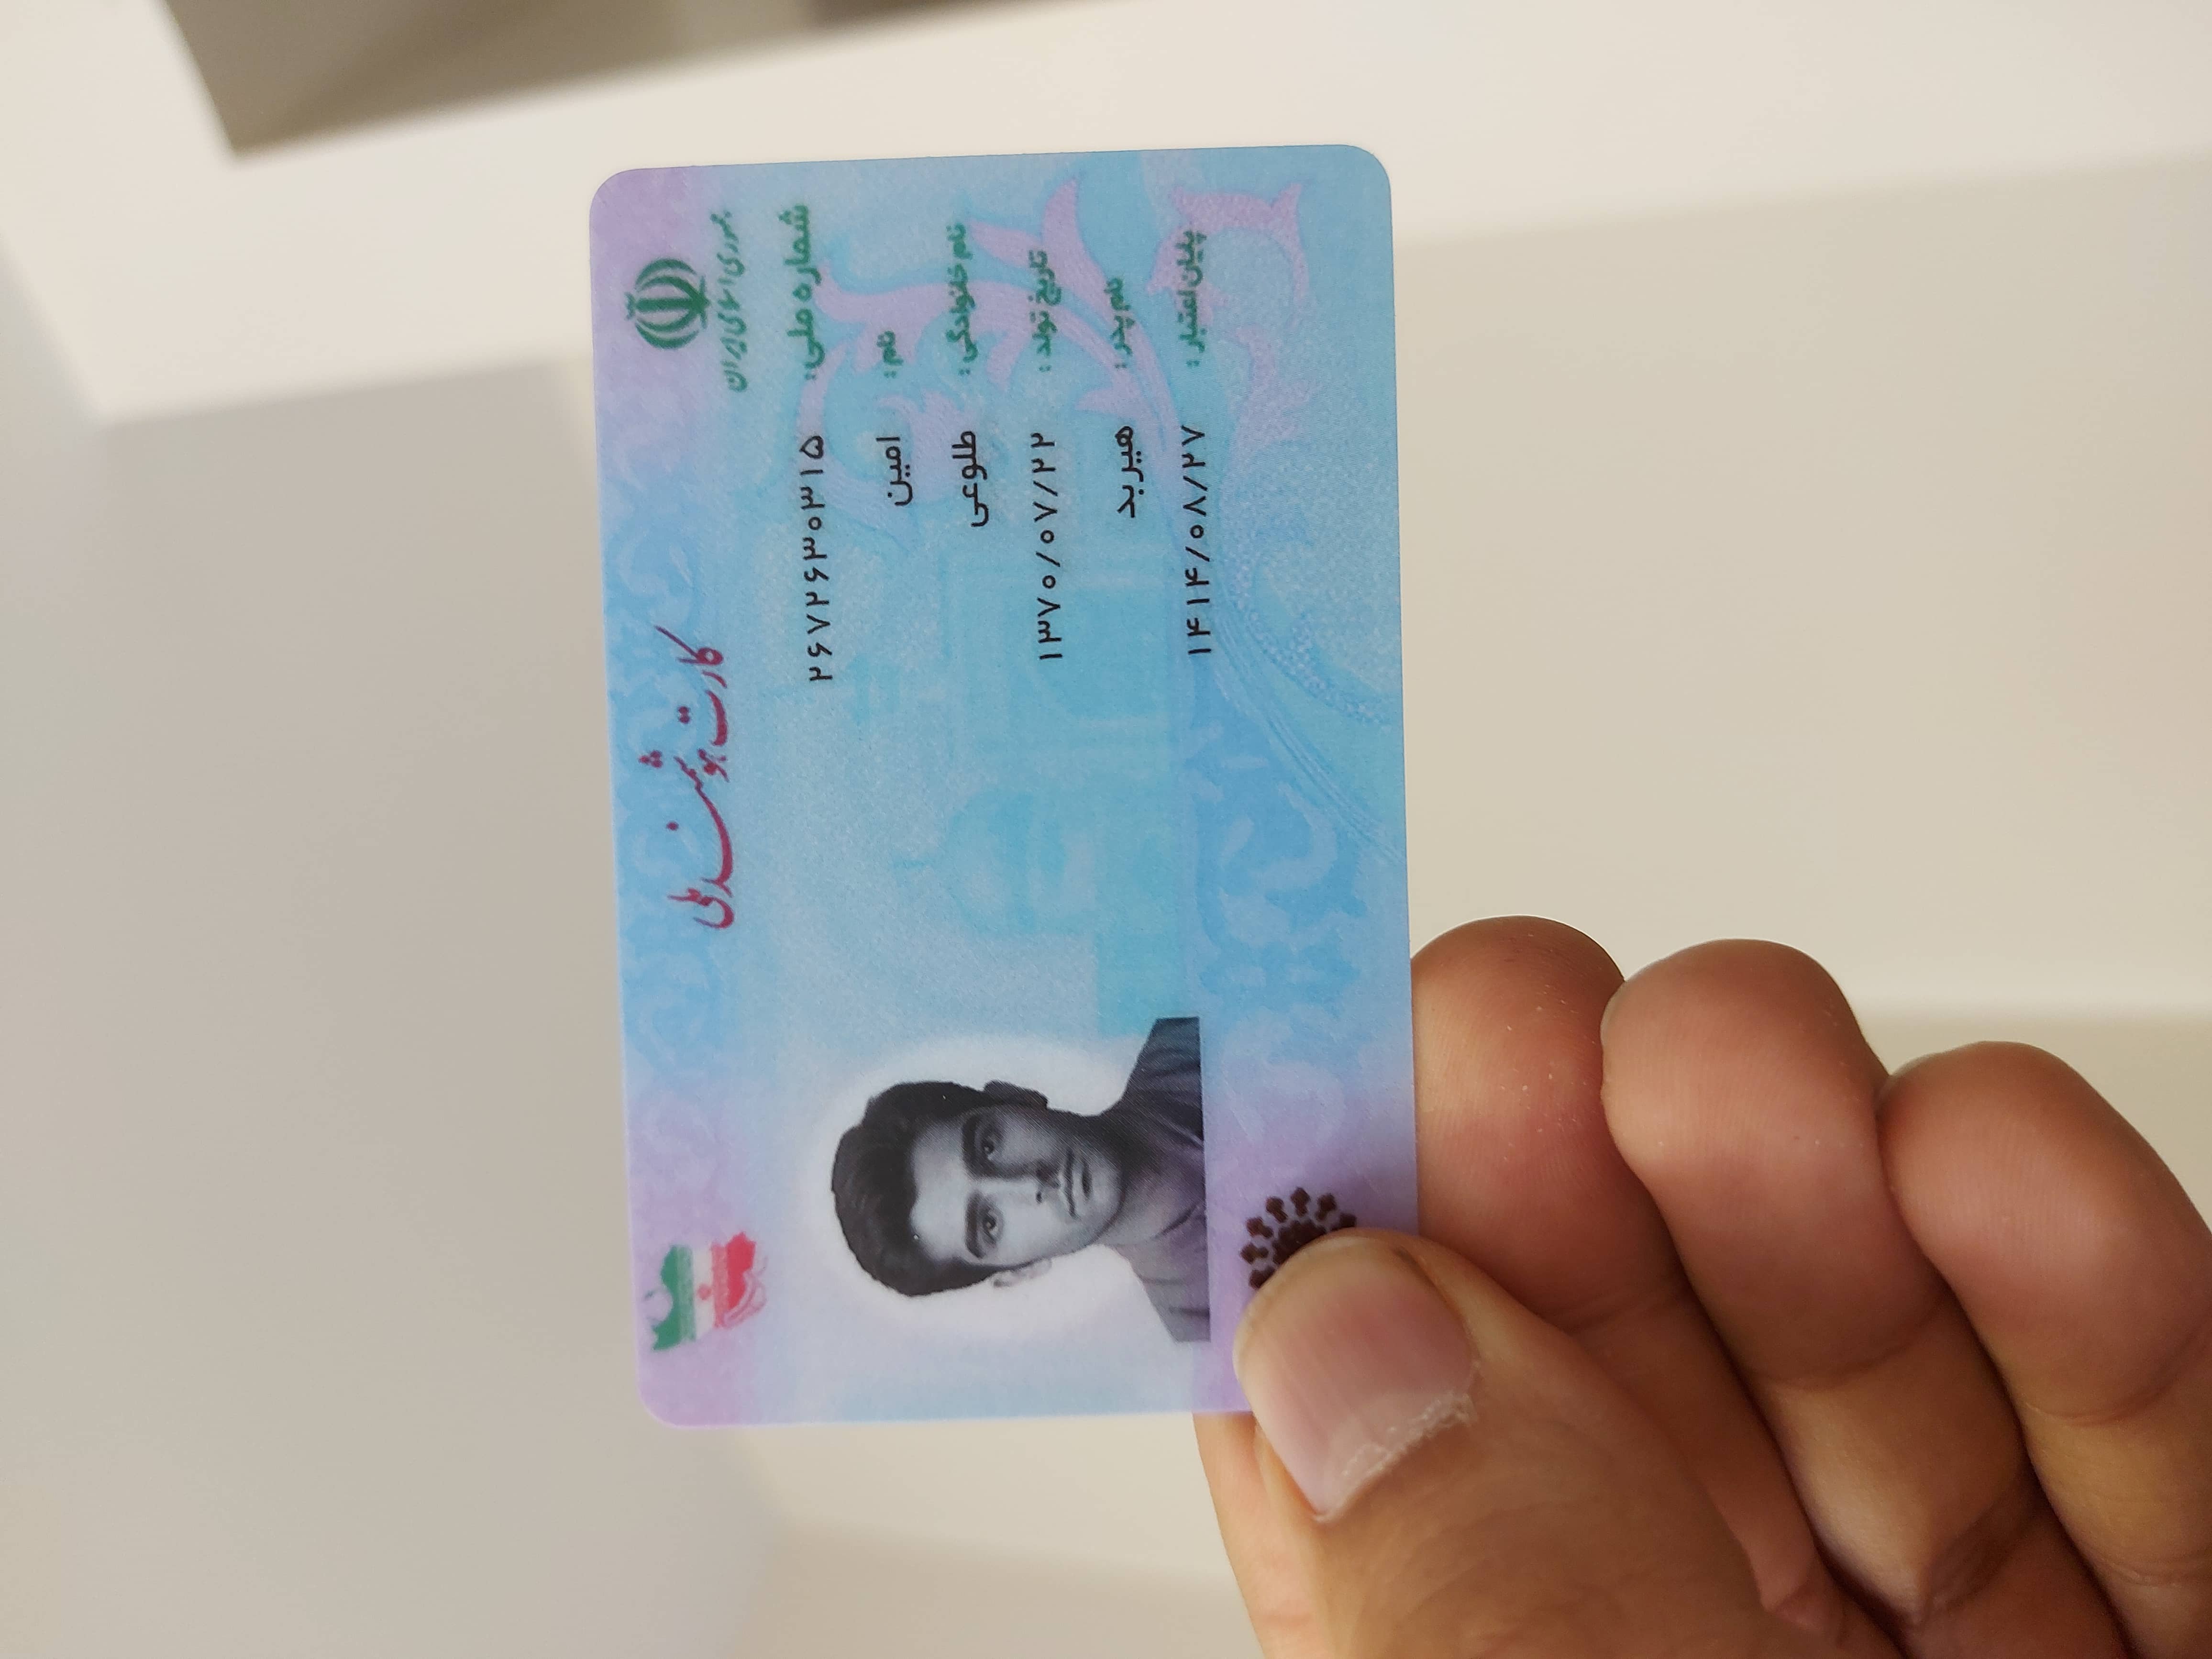 جمهوری اسلامی ایران
کارت هوشمند ملی
شماره ملی: ۲۶۷۲۶۳۰۳۱۵
نام: امین
نام خانوادگی: طلوعی
تاریخ تولد: ۱۳۷۰/۰۷/۲۲
نام پدر: هیربد
پایان اعتبار: ۱۴۱۴/۰۸/۲۷